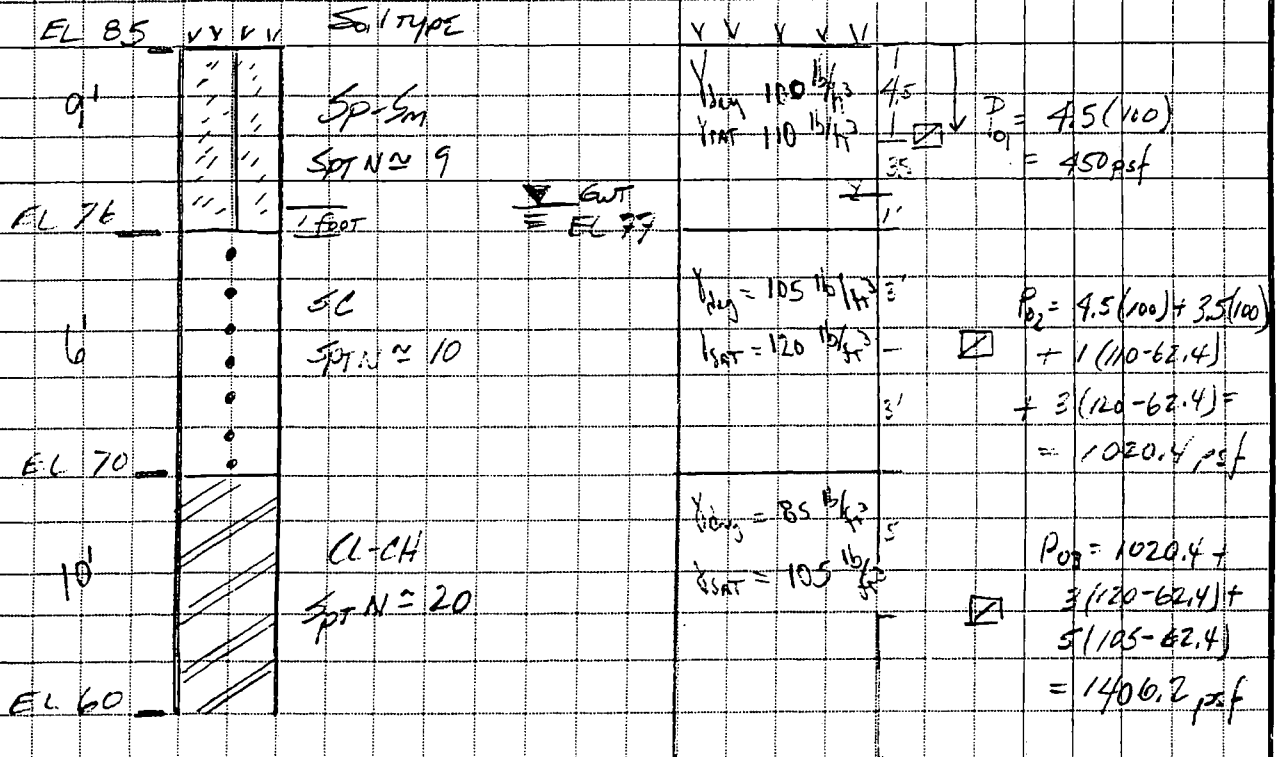 EL 85
Soil TYPE
9'
SP-SM
SPT N ≃ 9
EL 76
1 FOOT
GWT
EL 77
6'
SC
SPT N ≃ 10
EL 70
10'
CL-CH
SPT N ≃ 20
EL 60
γdry 100 lb/ft³
γSAT 110 lb/ft³
4.5
3.5
1'
γdry = 105 lb/ft³
γSAT = 120 lb/ft³
3'
3'
γdry = 85 lb/ft³
γSAT = 105 lb/ft³
5
P01 = 4.5(100)
= 450 psf
P02 = 4.5(100) + 3.5(100)
+ 1(110-62.4)
+ 3(120-62.4) =
= 1020.4 psf
P03 = 1020.4 +
3(120-62.4) +
5(105-62.4)
= 1406.2 psf